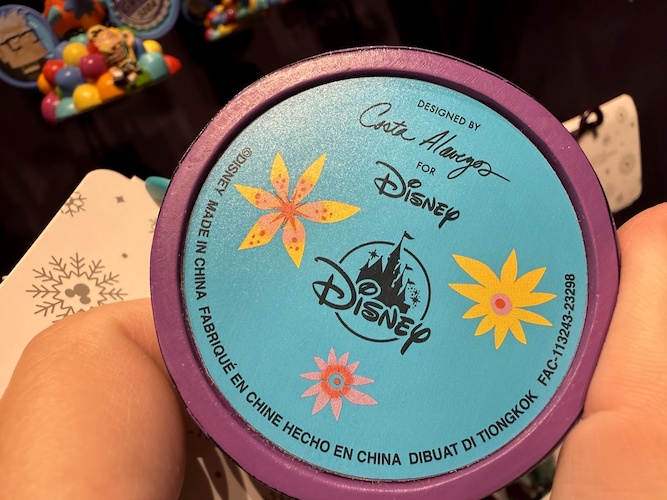 DESIGNED BY
Costa Alavezos
FOR
Disney
Disney
©DISNEY MADE IN CHINA FABRIQUÉ EN CHINE HECHO EN CHINA DIBUAT DI TIONGKOK FAC-113243-23298